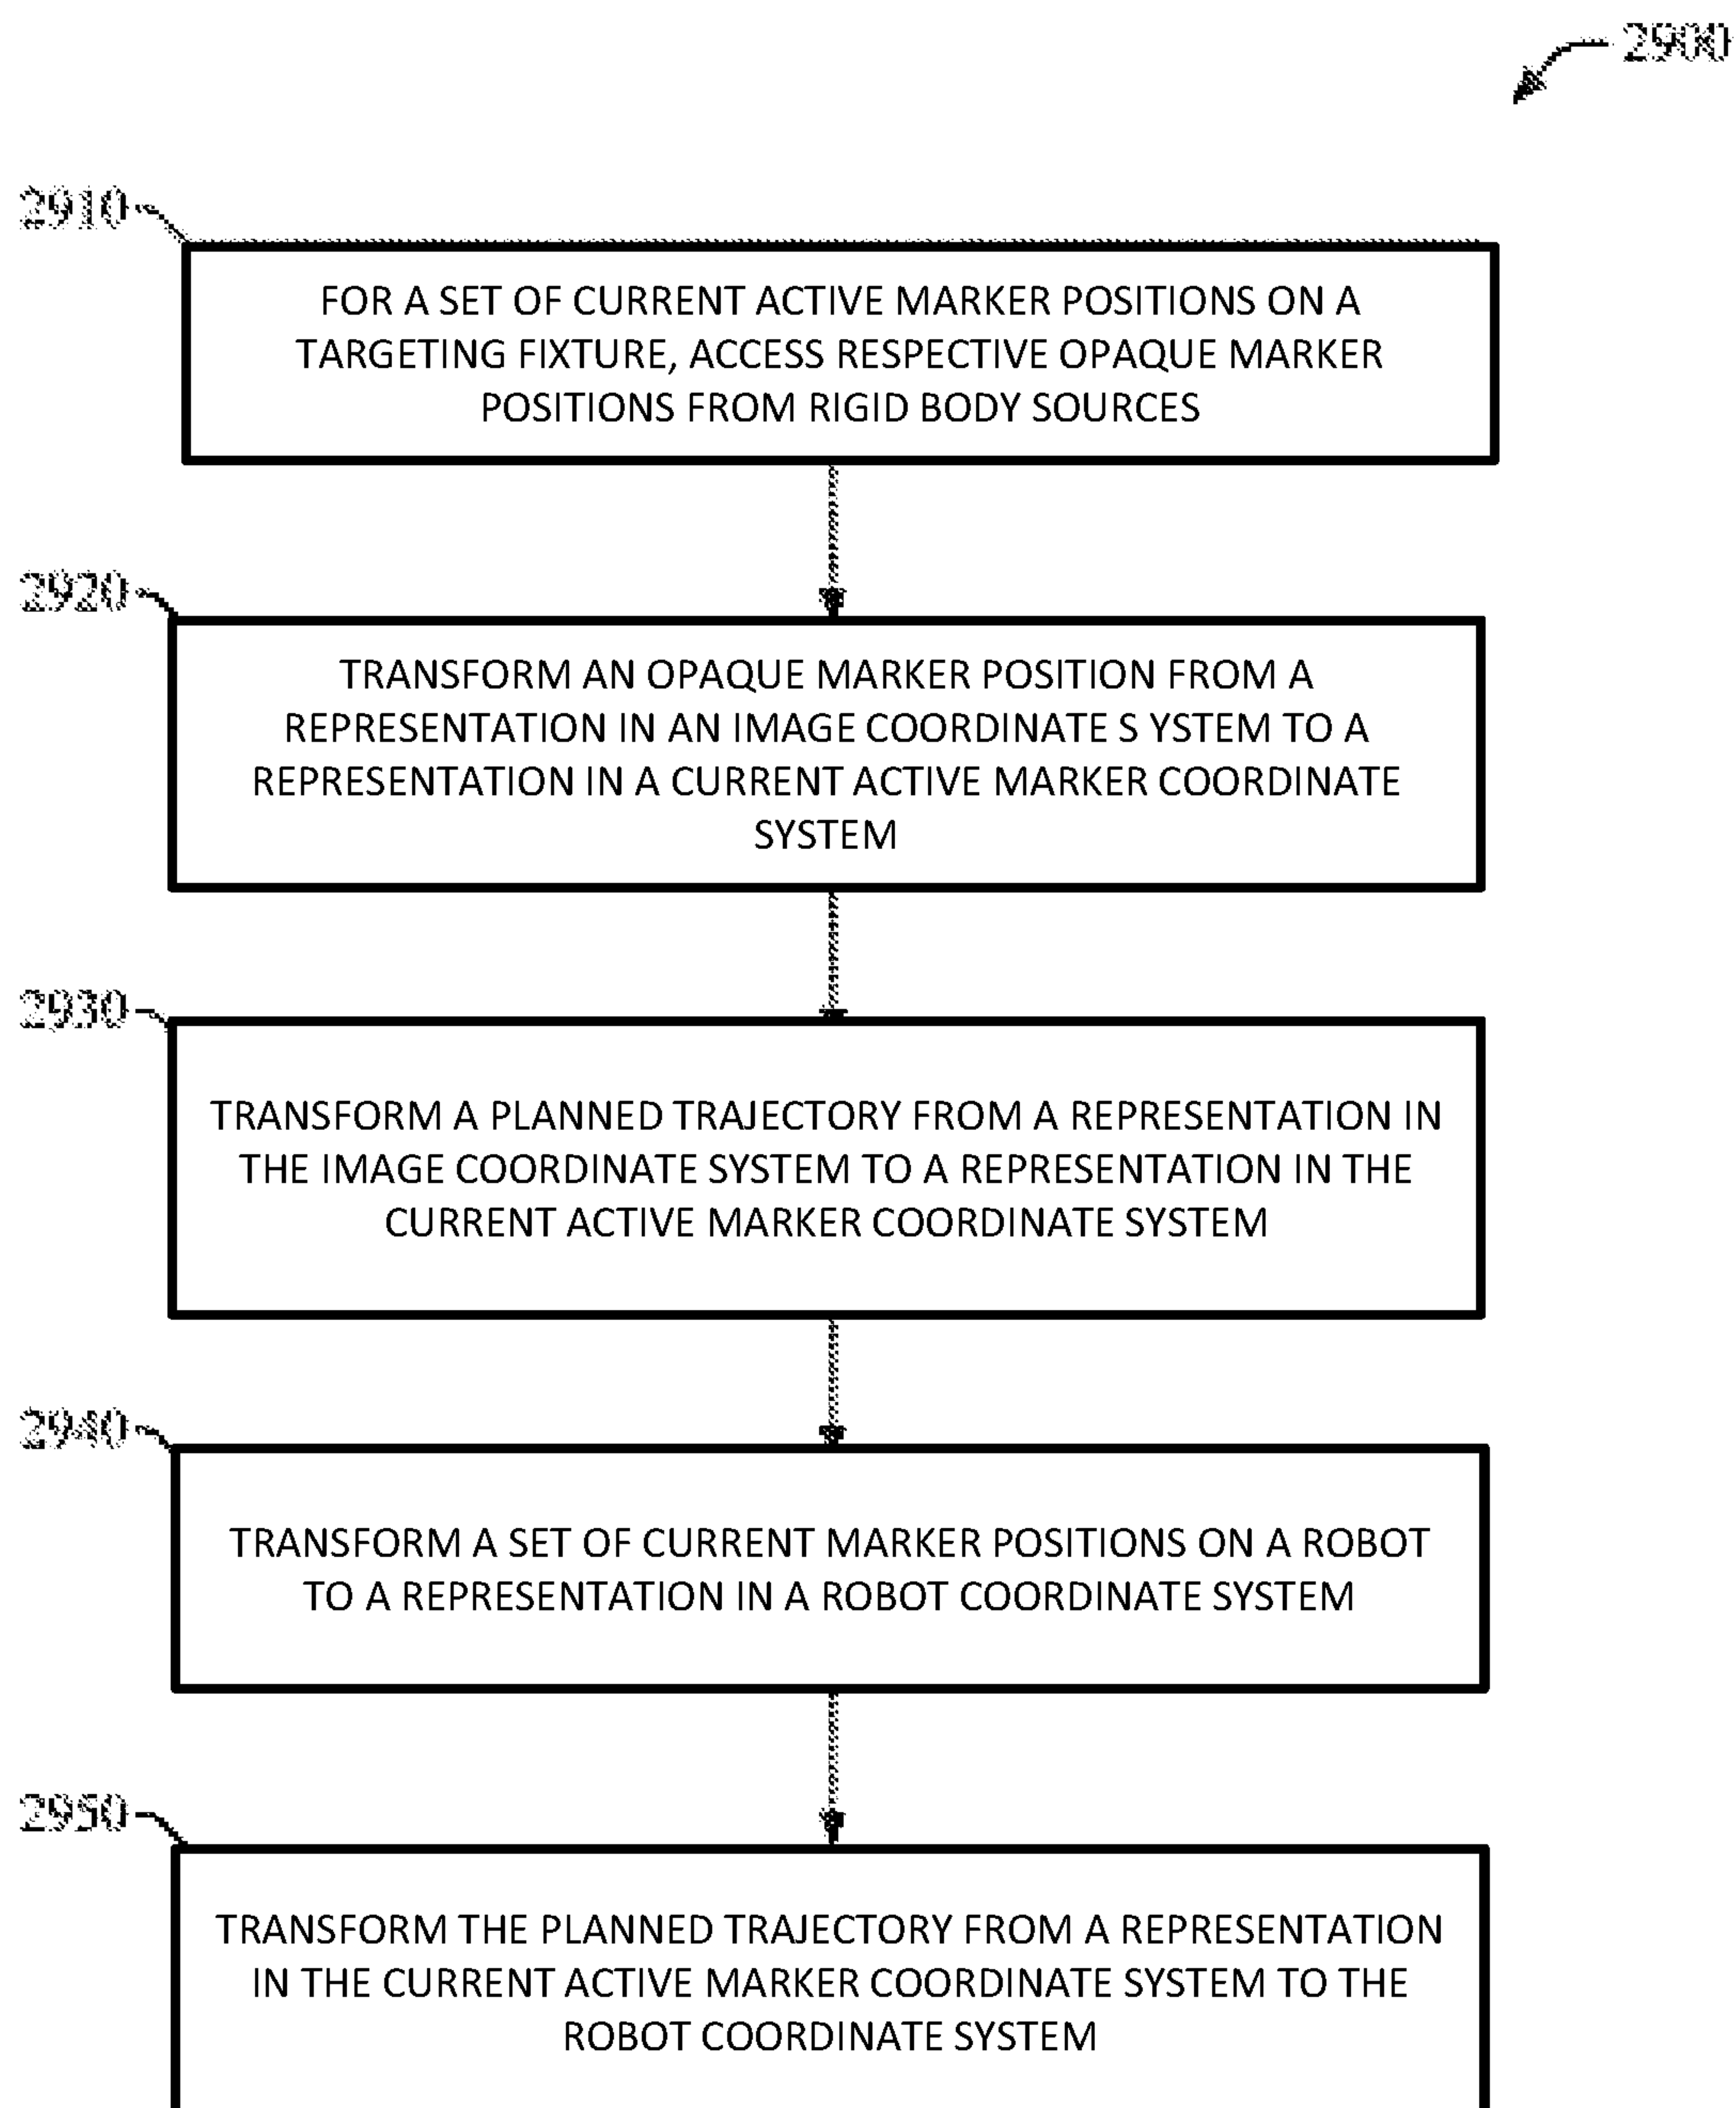 2900
2910
FOR A SET OF CURRENT ACTIVE MARKER POSITIONS ON A
TARGETING FIXTURE, ACCESS RESPECTIVE OPAQUE MARKER
POSITIONS FROM RIGID BODY SOURCES
2920
TRANSFORM AN OPAQUE MARKER POSITION FROM A
REPRESENTATION IN AN IMAGE COORDINATE S YSTEM TO A
REPRESENTATION IN A CURRENT ACTIVE MARKER COORDINATE
SYSTEM
2930
TRANSFORM A PLANNED TRAJECTORY FROM A REPRESENTATION IN
THE IMAGE COORDINATE SYSTEM TO A REPRESENTATION IN THE
CURRENT ACTIVE MARKER COORDINATE SYSTEM
2940
TRANSFORM A SET OF CURRENT MARKER POSITIONS ON A ROBOT
TO A REPRESENTATION IN A ROBOT COORDINATE SYSTEM
2950
TRANSFORM THE PLANNED TRAJECTORY FROM A REPRESENTATION
IN THE CURRENT ACTIVE MARKER COORDINATE SYSTEM TO THE
ROBOT COORDINATE SYSTEM